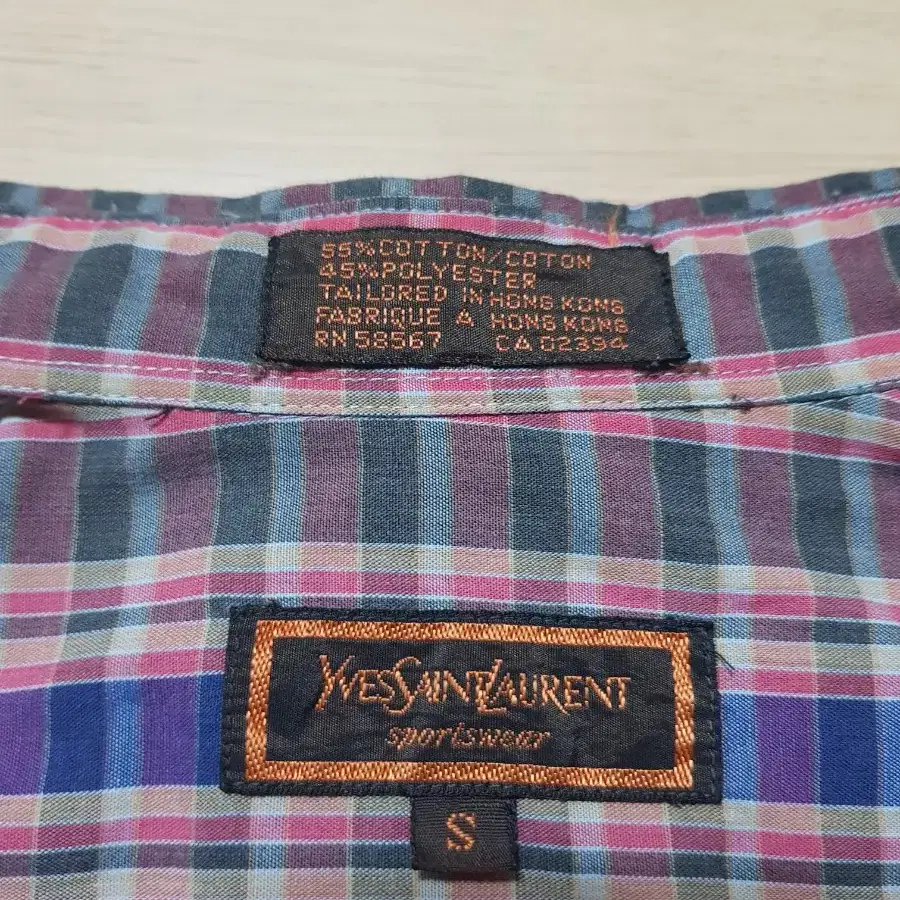 55%COTTON/COTON
45%POLYESTER
TAILORED IN HONG KONG
FABRIQUE A HONG KONG
RN 58567 CA 02394
YVESSAINTLAURENT
sportswear
S